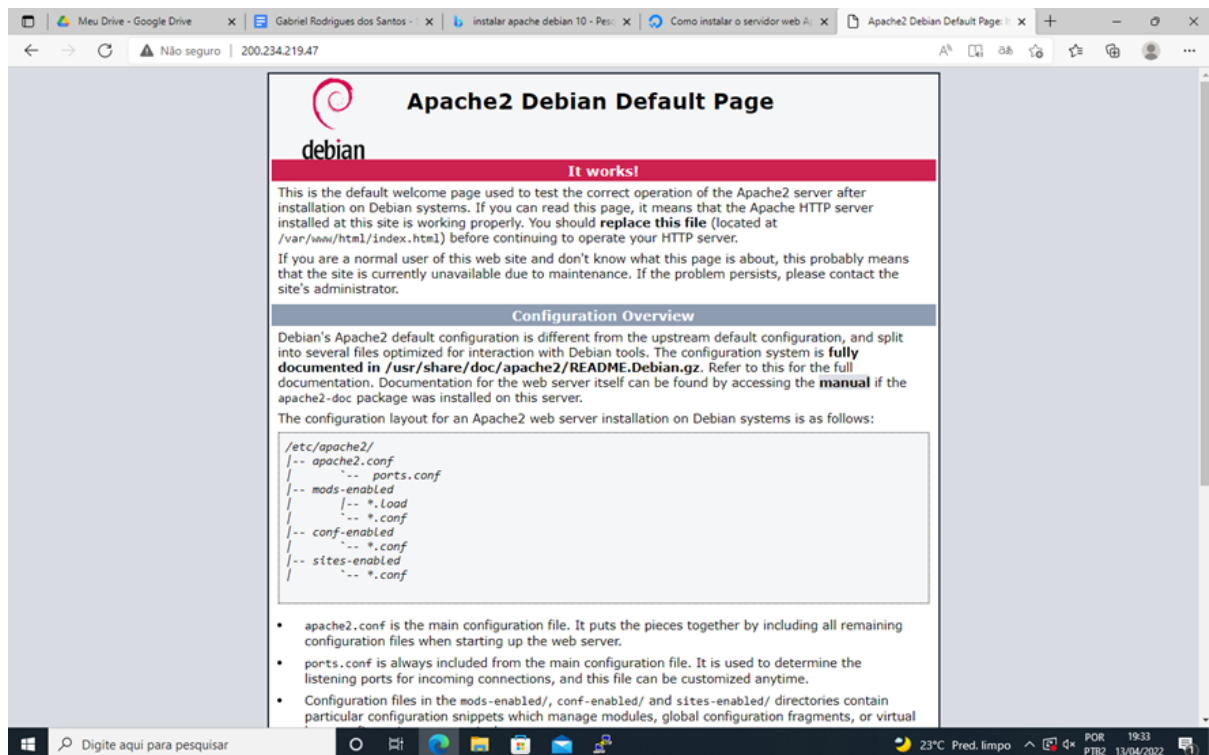 Meu Drive - Google Drive
Gabriel Rodrigues dos Santos -
instalar apache debian 10 - Pes
Como instalar o servidor web A
Apache2 Debian Default Page: I
Não seguro | 200.234.219.47
debian
Apache2 Debian Default Page
It works!
This is the default welcome page used to test the correct operation of the Apache2 server after
installation on Debian systems. If you can read this page, it means that the Apache HTTP server
installed at this site is working properly. You should replace this file (located at
/var/www/html/index.html) before continuing to operate your HTTP server.
If you are a normal user of this web site and don't know what this page is about, this probably means
that the site is currently unavailable due to maintenance. If the problem persists, please contact the
site's administrator.
Configuration Overview
Debian's Apache2 default configuration is different from the upstream default configuration, and split
into several files optimized for interaction with Debian tools. The configuration system is fully
documented in /usr/share/doc/apache2/README.Debian.gz. Refer to this for the full
documentation. Documentation for the web server itself can be found by accessing the manual if the
apache2-doc package was installed on this server.
The configuration layout for an Apache2 web server installation on Debian systems is as follows:
/etc/apache2/
|-- apache2.conf
|       `--  ports.conf
|-- mods-enabled
|       |-- *.load
|       `-- *.conf
|-- conf-enabled
|       `-- *.conf
|-- sites-enabled
|       `-- *.conf
• apache2.conf is the main configuration file. It puts the pieces together by including all remaining
configuration files when starting up the web server.
• ports.conf is always included from the main configuration file. It is used to determine the
listening ports for incoming connections, and this file can be customized anytime.
• Configuration files in the mods-enabled/, conf-enabled/ and sites-enabled/ directories contain
particular configuration snippets which manage modules, global configuration fragments, or virtual
Digite aqui para pesquisar
23°C Pred. limpo
POR
PTB2
19:33
13/04/2022